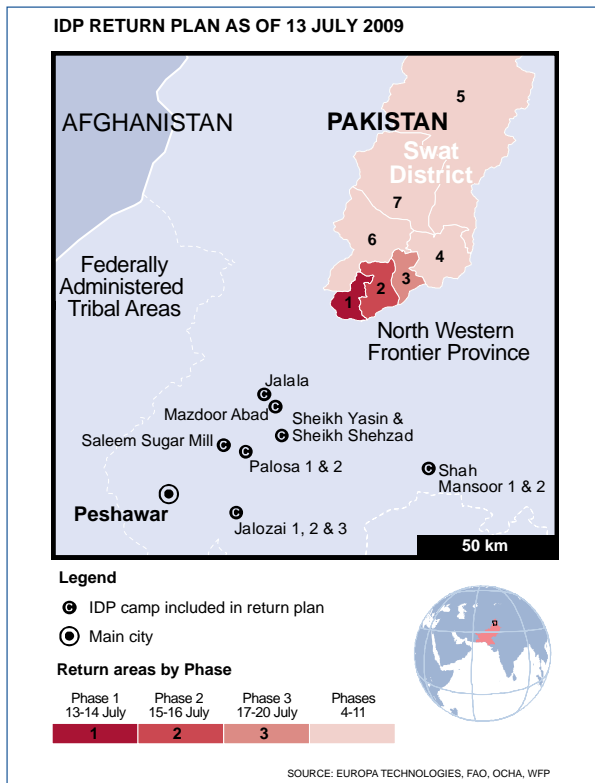 IDP RETURN PLAN AS OF 13 JULY 2009
5
AFGHANISTAN
PAKISTAN
Swat
District
7
6
4
3
2
1
Federally
Administered
Tribal Areas
North Western
Frontier Province
Jalala
Mazdoor Abad
Sheikh Yasin &
Sheikh Shehzad
Saleem Sugar Mill
Palosa 1 & 2
Shah
Mansoor 1 & 2
Peshawar
Jalozai 1, 2 & 3
50 km
Legend
C IDP camp included in return plan
Main city
Return areas by Phase
Phase 1
13-14 July
Phase 2
15-16 July
Phase 3
17-20 July
Phases
4-11
1
2
3
SOURCE: EUROPA TECHNOLOGIES, FAO, OCHA, WFP